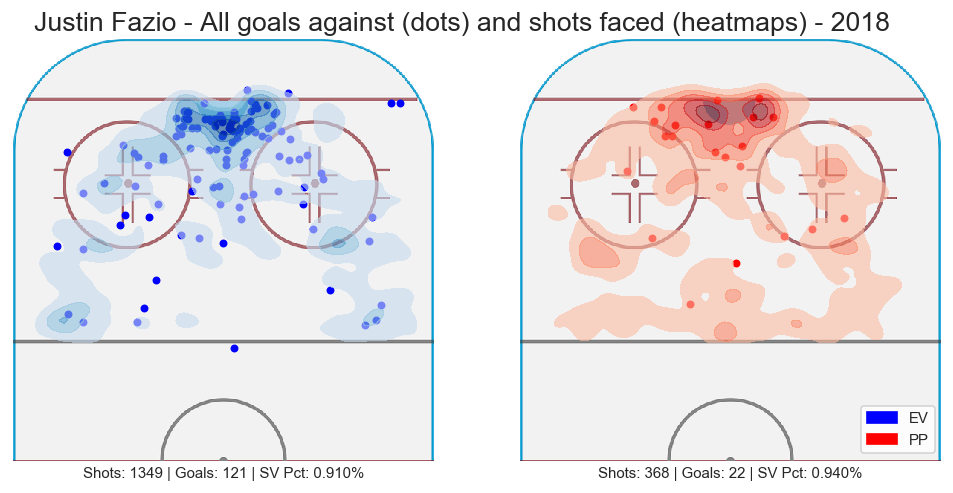 Justin Fazio - All goals against (dots) and shots faced (heatmaps) - 2018
EV
PP
Shots: 1349 | Goals: 121 | SV Pct: 0.910%
Shots: 368 | Goals: 22 | SV Pct: 0.940%